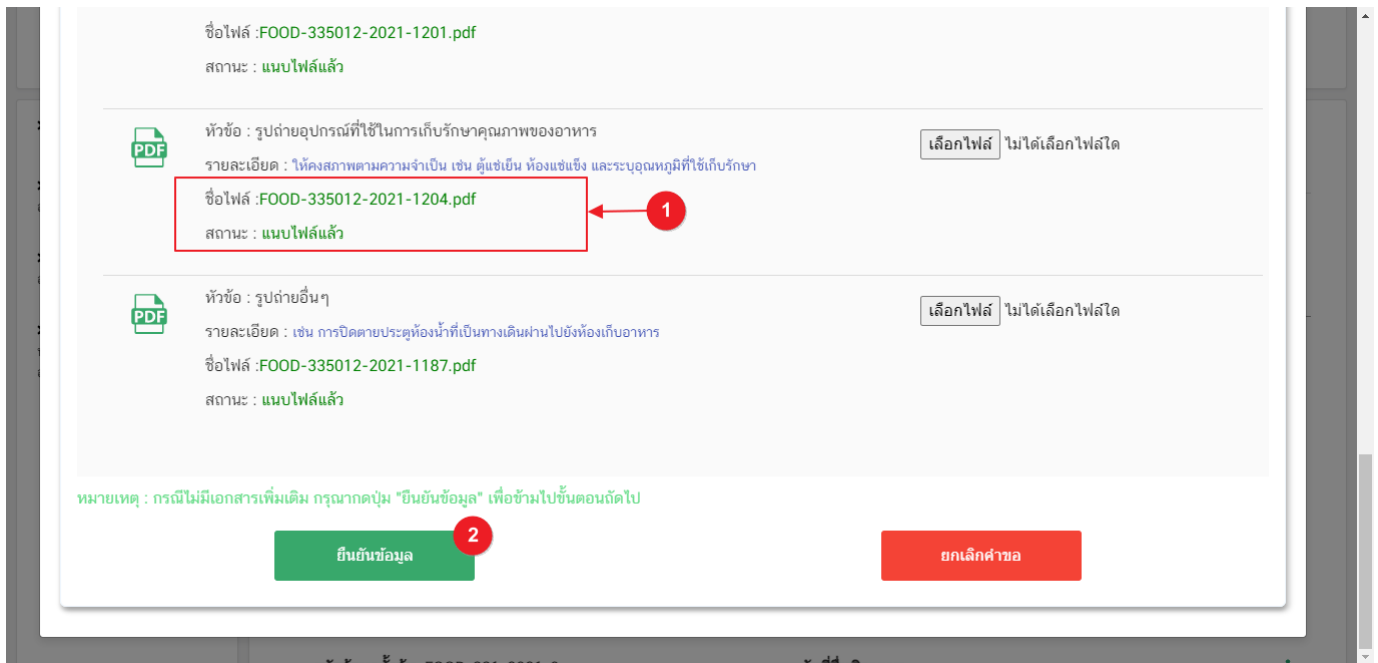 ชื่อไฟล์ :FOOD-335012-2021-1201.pdf
สถานะ : แนบไฟล์แล้ว
PDF
หัวข้อ : รูปถ่ายอุปกรณ์ที่ใช้ในการเก็บรักษาคุณภาพของอาหาร
เลือกไฟล์ ไม่ได้เลือกไฟล์ใด
รายละเอียด : ให้คงสภาพตามความจำเป็น เช่น ตู้แช่เย็น ห้องแช่แข็ง และระบุอุณหภูมิที่ใช้เก็บรักษา
ชื่อไฟล์ :FOOD-335012-2021-1204.pdf
1
สถานะ : แนบไฟล์แล้ว
PDF
หัวข้อ : รูปถ่ายอื่นๆ
เลือกไฟล์ ไม่ได้เลือกไฟล์ใด
รายละเอียด : เช่น การปิดตายประตูห้องน้ำที่เป็นทางเดินผ่านไปยังห้องเก็บอาหาร
ชื่อไฟล์ :FOOD-335012-2021-1187.pdf
สถานะ : แนบไฟล์แล้ว
หมายเหตุ : กรณีไม่มีเอกสารเพิ่มเติม กรุณากดปุ่ม "ยืนยันข้อมูล" เพื่อข้ามไปขั้นตอนถัดไป
2
ยืนยันข้อมูล
ยกเลิกคำขอ